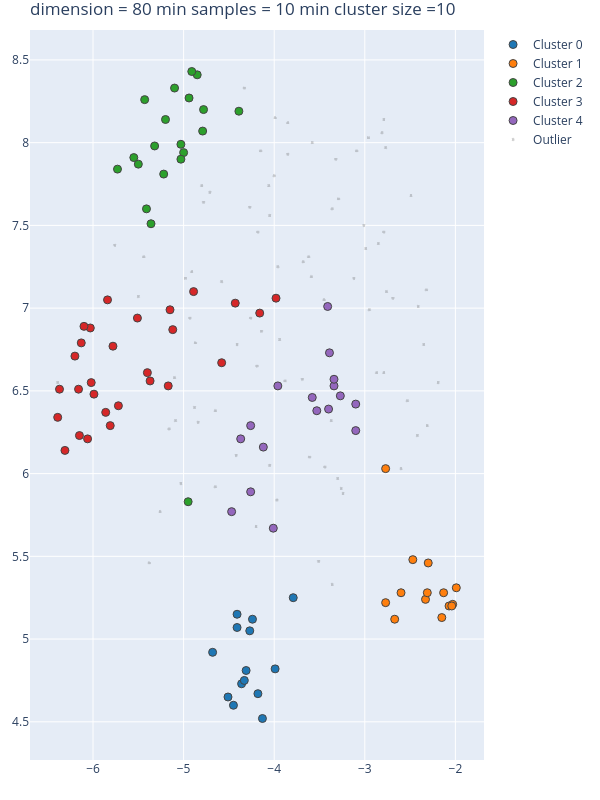 dimension = 80 min samples = 10 min cluster size =10
Cluster 0
Cluster 1
Cluster 2
Cluster 3
Cluster 4
Outlier
8.5
8
7.5
7
6.5
6
5.5
5
4.5
−6 −5 −4 −3 −2